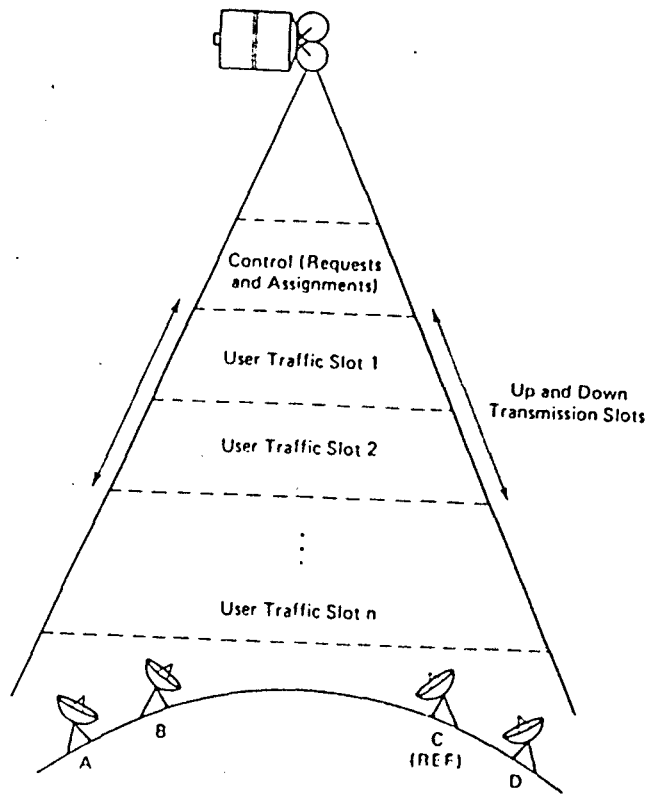 Control (Requests
and Assignments)
User Traffic Slot 1
Up and Down
Transmission Slots
User Traffic Slot 2
User Traffic Slot n
A
B
C
(REF)
D